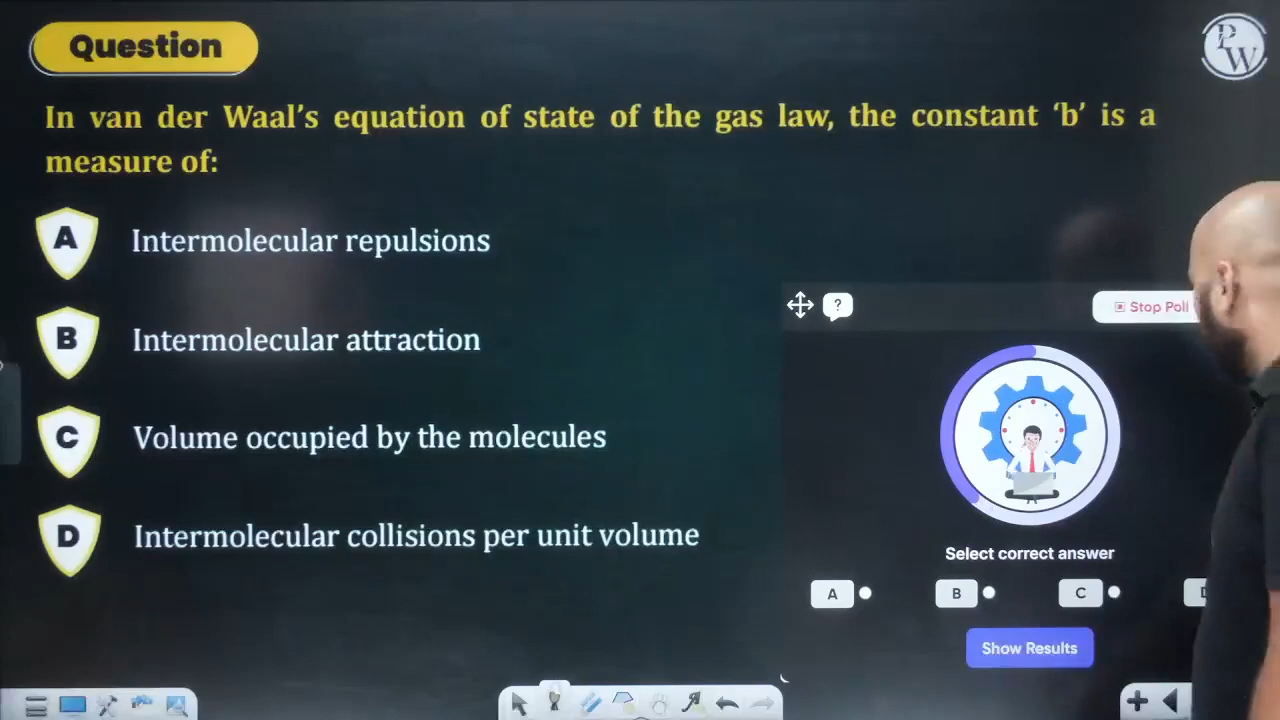 Question
PW
In van der Waal’s equation of state of the gas law, the constant ‘b’ is a
measure of:
A Intermolecular repulsions
B Intermolecular attraction
C Volume occupied by the molecules
D Intermolecular collisions per unit volume
?
Stop Poll
Select correct answer
A B C D
Show Results